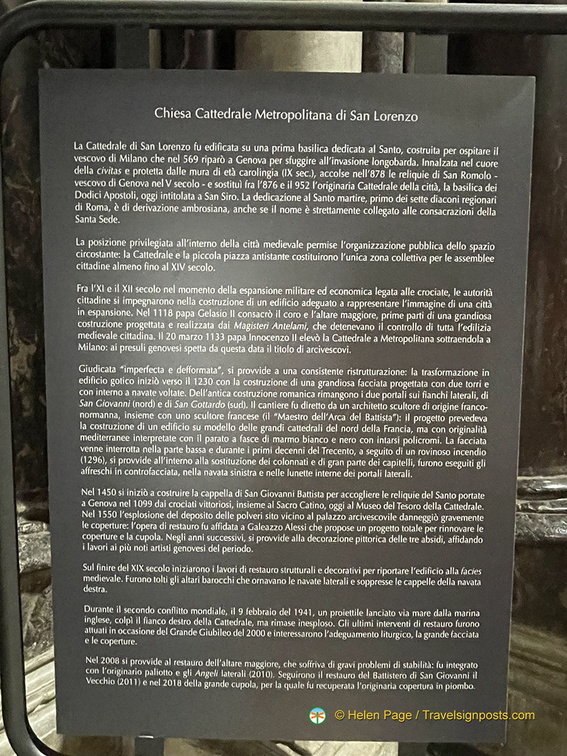 Chiesa Cattedrale Metropolitana di San Lorenzo
La Cattedrale di San Lorenzo fu edificata su una prima basilica dedicata al Santo, costruita per ospitare il
vescovo di Milano che nel 569 riparò a Genova per sfuggire all'invasione longobarda. Innalzata nel cuore
della civitas e protetta dalle mura di età carolingia (IX sec.), accolse nell'878 le reliquie di San Romolo -
vescovo di Genova nel V secolo - e sostituì fra l'876 e il 952 l'originaria Cattedrale della città, la basilica dei
Dodici Apostoli, oggi intitolata a San Siro. La dedicazione al Santo martire, primo dei sette diaconi regionari
di Roma, è di derivazione ambrosiana, anche se il nome è strettamente collegato alle consacrazioni della
Santa Sede.
La posizione privilegiata all'interno della città medievale permise l'organizzazione pubblica dello spazio
circostante: la Cattedrale e la piccola piazza antistante costituirono l'unica zona collettiva per le assemblee
cittadine almeno fino al XIV secolo.
Fra l'XI e il XII secolo nel momento della espansione militare ed economica legate alle crociate, le autorità
cittadine si impegnarono nella costruzione di un edificio adeguato a rappresentare l'immagine di una città
in espansione. Nel 1118 papa Gelasio II consacrò il coro e l'altare maggiore, prime parti di una grandiosa
costruzione progettata e realizzata dai Magisteri Antelami, che detenevano il controllo di tutta l'edilizia
medievale cittadina. Il 20 marzo 1133 papa Innocenzo II elevò la Cattedrale a Metropolitana sottraendola a
Milano: ai presuli genovesi spetta da questa data il titolo di arcivescovi.
Giudicata "imperfecta e defformata", si provvide a una consistente ristrutturazione: la trasformazione in
edificio gotico iniziò verso il 1230 con la costruzione di una grandiosa facciata progettata con due torri e
con interno a navate voltate. Dell'antica costruzione romanica rimangono i due portali sui fianchi laterali, di
San Giovanni (nord) e di San Gottardo (sud). Il cantiere fu diretto da un architetto scultore di origine franco-
normanna, insieme con uno scultore francese (il "Maestro dell'Arca del Battista"): il progetto prevedeva
la costruzione di un edificio su modello delle grandi cattedrali del nord della Francia, ma con originalità
mediterranee interpretate con il parato a fasce di marmo bianco e nero con intarsi policromi. La facciata
venne interrotta nella parte bassa e durante i primi decenni del Trecento, a seguito di un rovinoso incendio
(1296), si provvide all'interno alla sostituzione dei colonnati e di gran parte dei capitelli, furono eseguiti gli
affreschi in controfacciata, nella navata sinistra e nelle lunette interne dei portali laterali.
Nel 1450 si iniziò a costruire la cappella di San Giovanni Battista per accogliere le reliquie del Santo portate
a Genova nel 1099 dai crociati vittoriosi, insieme al Sacro Catino, oggi al Museo del Tesoro della Cattedrale.
Nel 1550 l'esplosione del deposito delle polveri sito vicino al palazzo arcivescovile danneggiò gravemente
le coperture: l'opera di restauro fu affidata a Galeazzo Alessi che propose un progetto totale per rinnovare le
coperture e la cupola. Negli anni successivi, si provvide alla decorazione pittorica delle tre absidi, affidando
i lavori ai più noti artisti genovesi del periodo.
Sul finire del XIX secolo iniziarono i lavori di restauro strutturali e decorativi per riportare l'edificio alla facies
medievale. Furono tolti gli altari barocchi che ornavano le navate laterali e soppresse le cappelle della navata
destra.
Durante il secondo conflitto mondiale, il 9 febbraio del 1941, un proiettile lanciato via mare dalla marina
inglese, colpì il fianco destro della Cattedrale, ma rimase inesploso. Gli ultimi interventi di restauro furono
attuati in occasione del Grande Giubileo del 2000 e interessarono l'adeguamento liturgico, la grande facciata
e le coperture.
Nel 2008 si provvide al restauro dell'altare maggiore, che soffriva di gravi problemi di stabilità: fu integrato
con l'originario paliotto e gli Angeli laterali (2010). Seguirono il restauro del Battistero di San Giovanni il
Vecchio (2011) e nel 2018 della grande cupola, per la quale fu recuperata l'originaria copertura in piombo.
© Helen Page / Travelsignposts.com